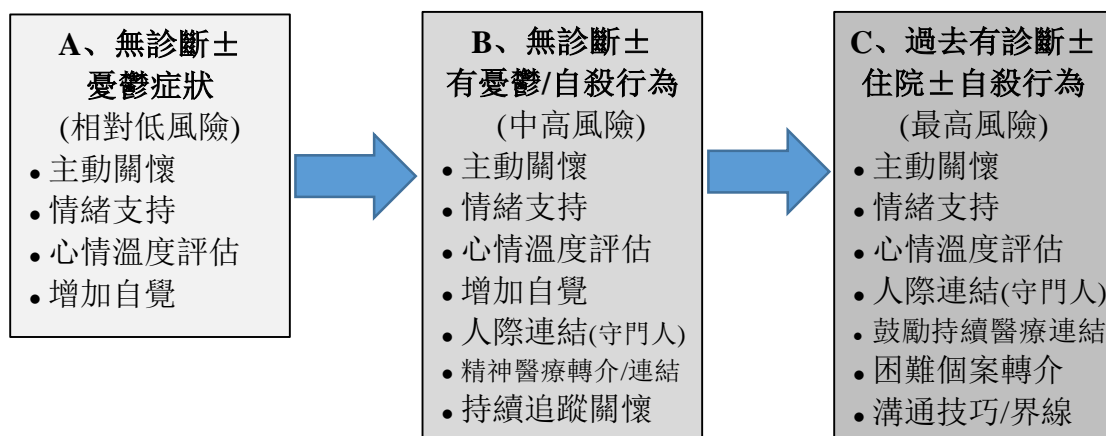 A、無診斷±
憂鬱症狀
(相對低風險)
• 主動關懷
• 情緒支持
• 心情溫度評估
• 增加自覺
B、無診斷±
有憂鬱/自殺行為
(中高風險)
• 主動關懷
• 情緒支持
• 心情溫度評估
• 增加自覺
• 人際連結(守門人)
• 精神醫療轉介/連結
• 持續追蹤關懷
C、過去有診斷±
住院±自殺行為
(最高風險)
• 主動關懷
• 情緒支持
• 心情溫度評估
• 人際連結(守門人)
• 鼓勵持續醫療連結
• 困難個案轉介
• 溝通技巧/界線